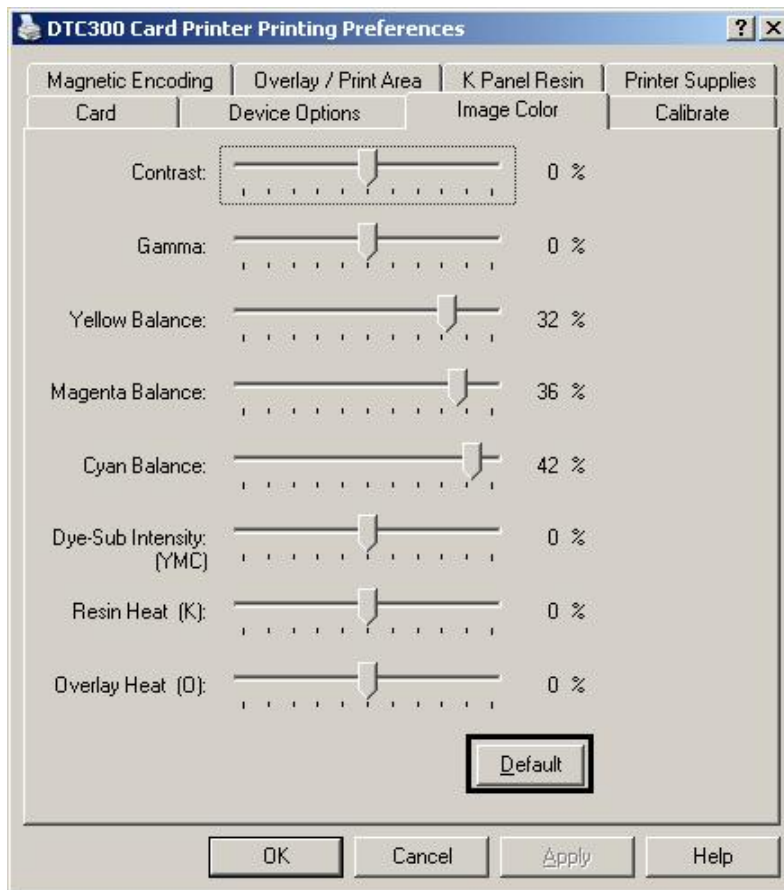 DTC300 Card Printer Printing Preferences
Magnetic Encoding Overlay / Print Area K Panel Resin Printer Supplies
Card Device Options Image Color Calibrate
Contrast: 0 %
Gamma: 0 %
Yellow Balance: 32 %
Magenta Balance: 36 %
Cyan Balance: 42 %
Dye-Sub Intensity: 0 %
(YMC)
Resin Heat (K): 0 %
Overlay Heat (O): 0 %
Default
OK Cancel Apply Help